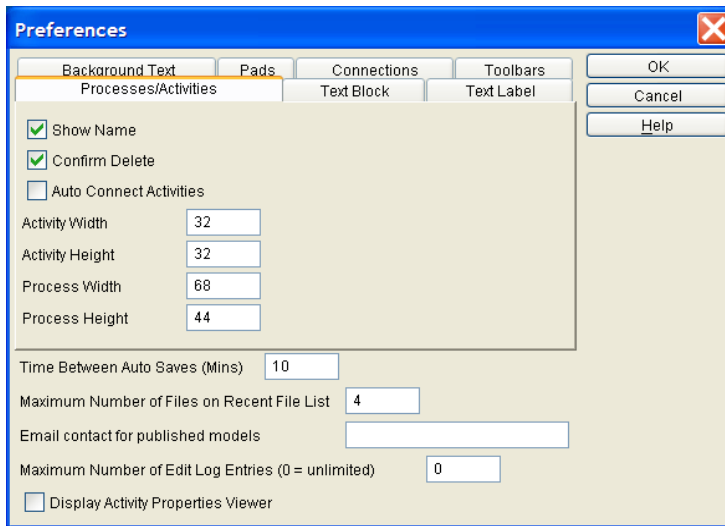 Preferences
Background Text Pads Connections Toolbars
Processes/Activities Text Block Text Label
OK
Cancel
Help
Show Name
Confirm Delete
Auto Connect Activities
Activity Width 32
Activity Height 32
Process Width 68
Process Height 44
Time Between Auto Saves (Mins) 10
Maximum Number of Files on Recent File List 4
Email contact for published models
Maximum Number of Edit Log Entries (0 = unlimited) 0
Display Activity Properties Viewer